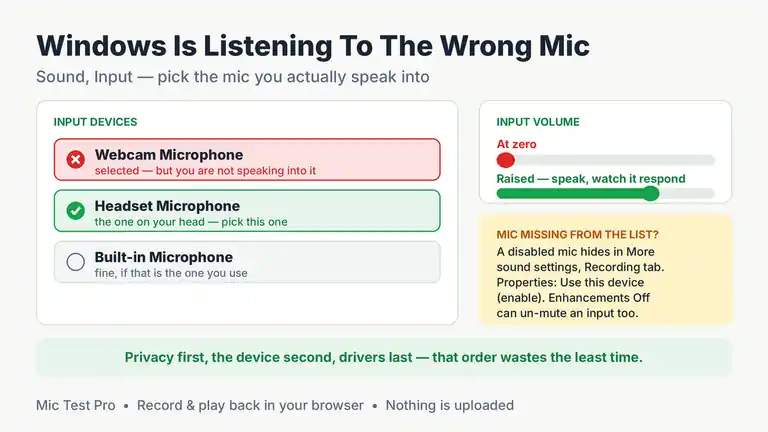 Windows Is Listening To The Wrong Mic
Sound, Input — pick the mic you actually speak into
INPUT DEVICES
Webcam Microphone
selected — but you are not speaking into it
Headset Microphone
the one on your head — pick this one
Built-in Microphone
fine, if that is the one you use
INPUT VOLUME
At zero
Raised — speak, watch it respond
MIC MISSING FROM THE LIST?
A disabled mic hides in More
sound settings, Recording tab.
Properties: Use this device
(enable). Enhancements Off
can un-mute an input too.
Privacy first, the device second, drivers last — that order wastes the least time.
Mic Test Pro • Record & play back in your browser • Nothing is uploaded